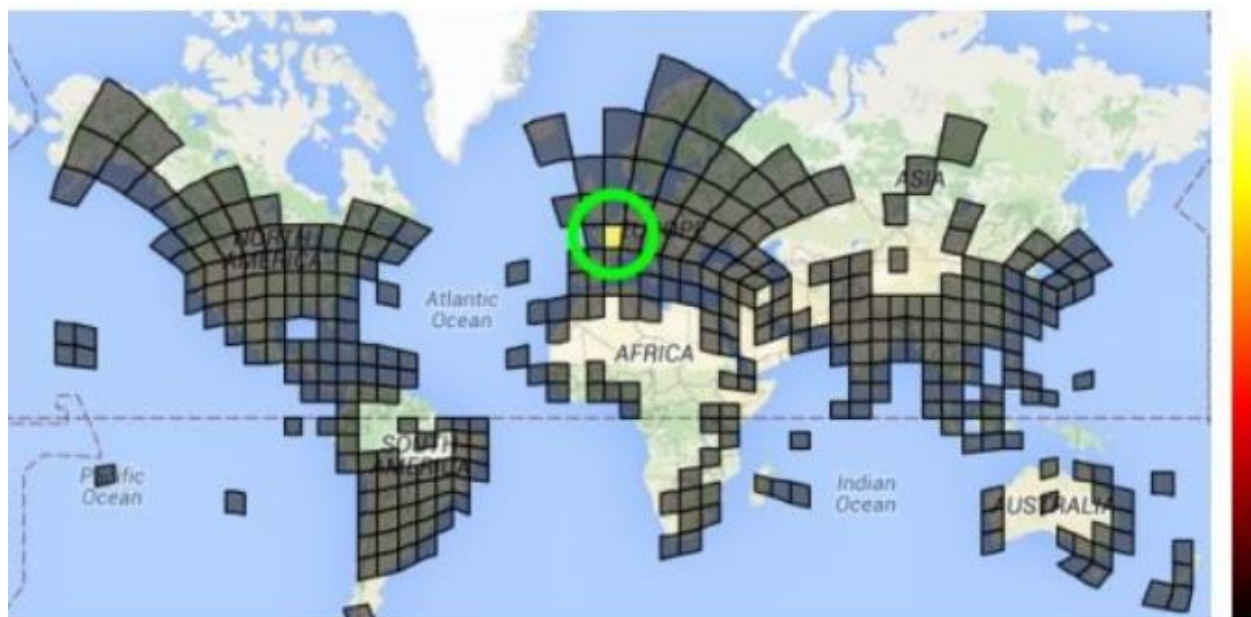 ASIA
NORTH
AMERICA
Atlantic
Ocean
AFRICA
SOUTH
AMERICA
Pacific
Ocean
Indian
Ocean
AUSTRALIA